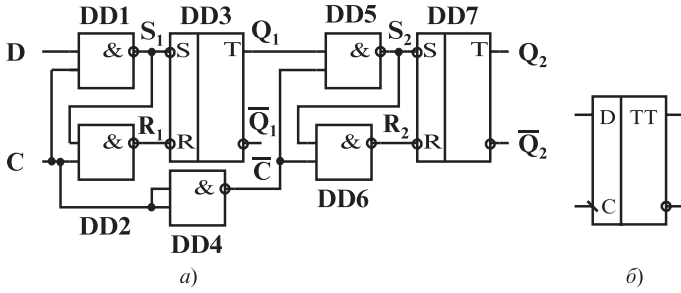 DD1 DD3 DD5 DD7
D & S₁ S T Q₁ & S₂ S T Q₂
D TT
& R₁ R Q̅₁ & R₂ R Q̅₂
C C̅
& DD6 C
DD2
DD4
а) б)